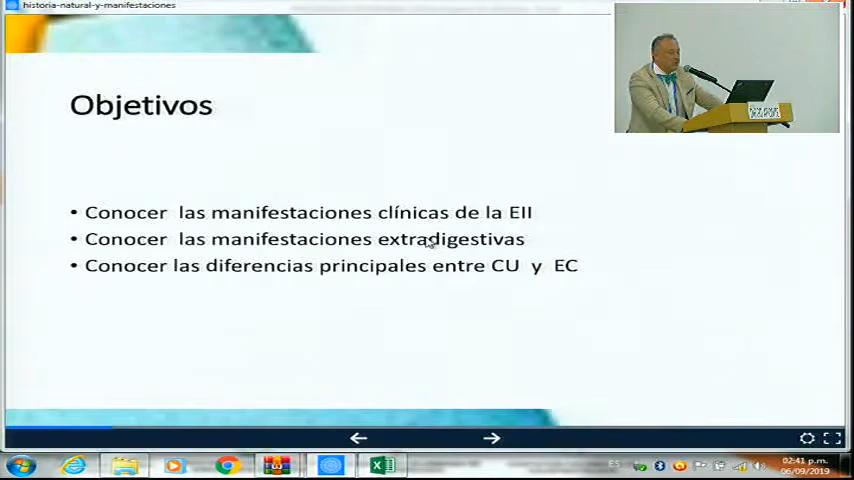 historia-natural-y-manifestaciones
Objetivos
• Conocer las manifestaciones clínicas de la EII
• Conocer las manifestaciones extradigestivas
• Conocer las diferencias principales entre CU y EC
ES
02:41 p.m.
06/09/2019